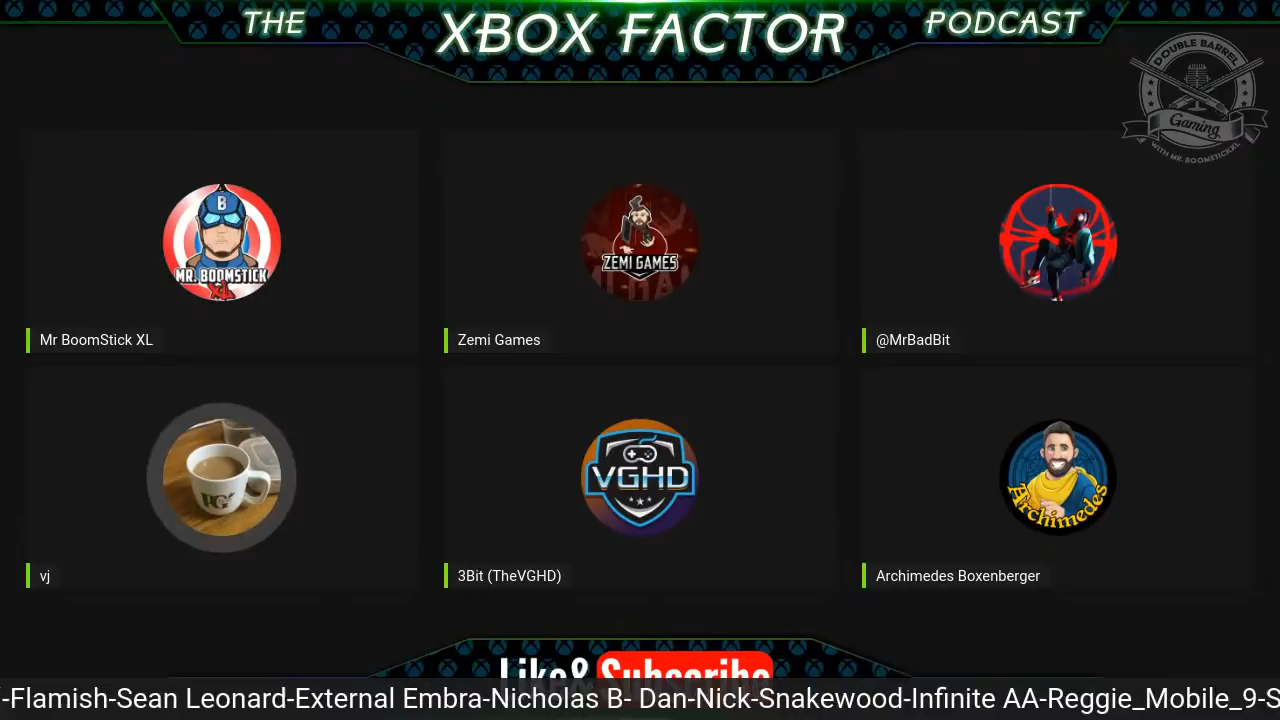 THE XBOX FACTOR PODCAST
DOUBLE BARREL
Gaming
WITH MR. BOOMSTICKXL
B
MR. BOOMSTICK
XL
ZEMI GAMES
Mr BoomStick XL
Zemi Games
@MrBadBit
PG
VGHD
Archimedes
vj
3Bit (TheVGHD)
Archimedes Boxenberger
Like& Subscribe
-Flamish-Sean Leonard-External Embra-Nicholas B- Dan-Nick-Snakewood-Infinite AA-Reggie_Mobile_9-S